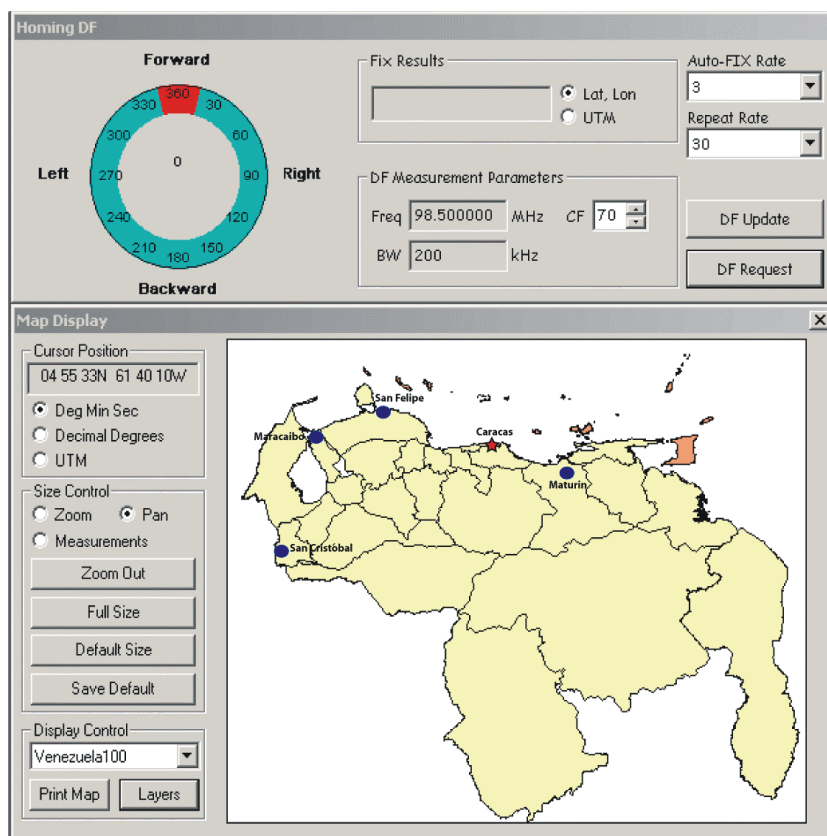 Homing DF
Forward
360
330
30
300
60
Left
270
0
90
Right
240
120
210
150
180
Backward
Fix Results
Lat, Lon
UTM
Auto-FIX Rate
3
Repeat Rate
30
DF Measurement Parameters
Freq 98.500000 MHz CF 70
BW 200 kHz
DF Update
DF Request
Map Display
Cursor Position
04 55 33N 61 40 10W
Deg Min Sec
Decimal Degrees
UTM
Size Control
Zoom Pan
Measurements
Zoom Out
Full Size
Default Size
Save Default
Display Control
Venezuela100
Print Map Layers
San Felipe
Maracaibo
Caracas
Maturin
San Cristóbal